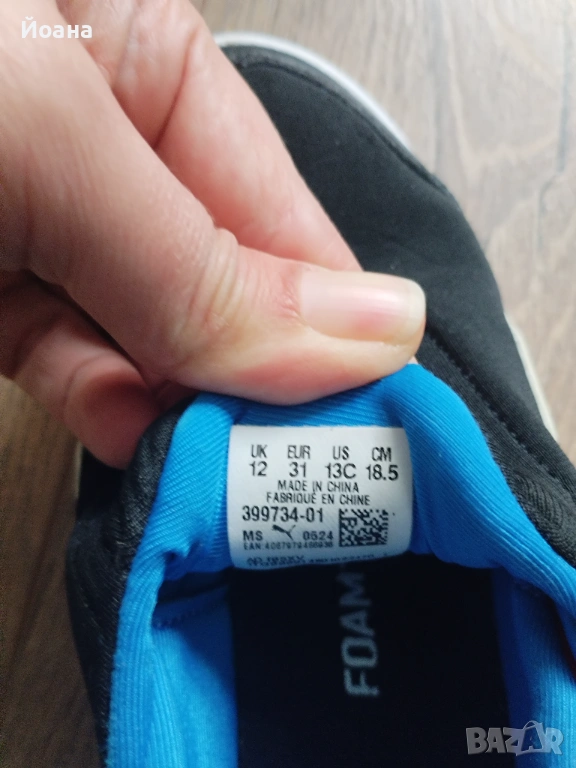 Йоана
UK EUR US CM
12 31 13C 18.5
MADE IN CHINA
FABRIQUÉ EN CHINE
399734-01
MS 0524
EAN
FOAM
BAZAR